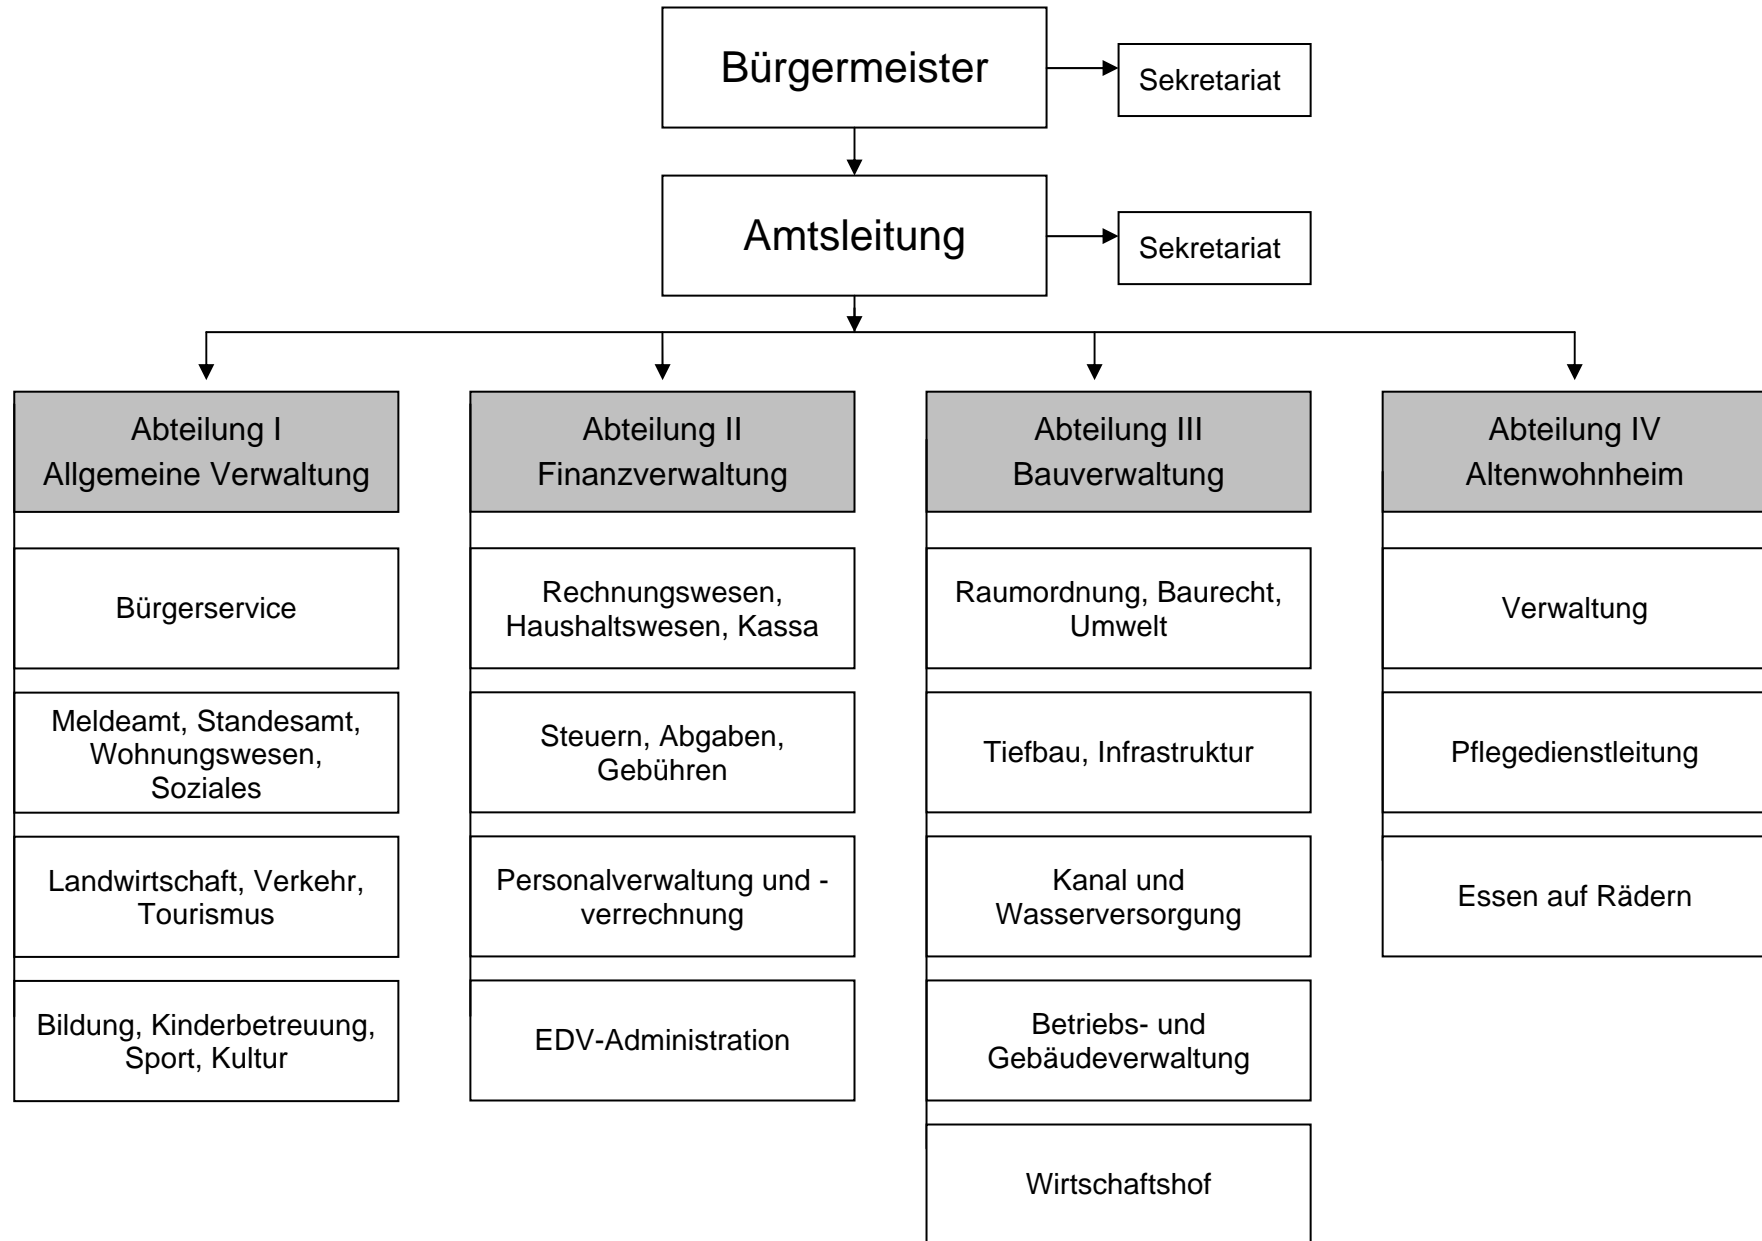 Bürgermeister
Sekretariat
Amtsleitung
Sekretariat
Abteilung I
Allgemeine Verwaltung
Bürgerservice
Meldeamt, Standesamt,
Wohnungswesen,
Soziales
Landwirtschaft, Verkehr,
Tourismus
Bildung, Kinderbetreuung,
Sport, Kultur
Abteilung II
Finanzverwaltung
Rechnungswesen,
Haushaltswesen, Kassa
Steuern, Abgaben,
Gebühren
Personalverwaltung und -
verrechnung
EDV-Administration
Abteilung III
Bauverwaltung
Raumordnung, Baurecht,
Umwelt
Tiefbau, Infrastruktur
Kanal und
Wasserversorgung
Betriebs- und
Gebäudeverwaltung
Wirtschaftshof
Abteilung IV
Altenwohnheim
Verwaltung
Pflegedienstleitung
Essen auf Rädern